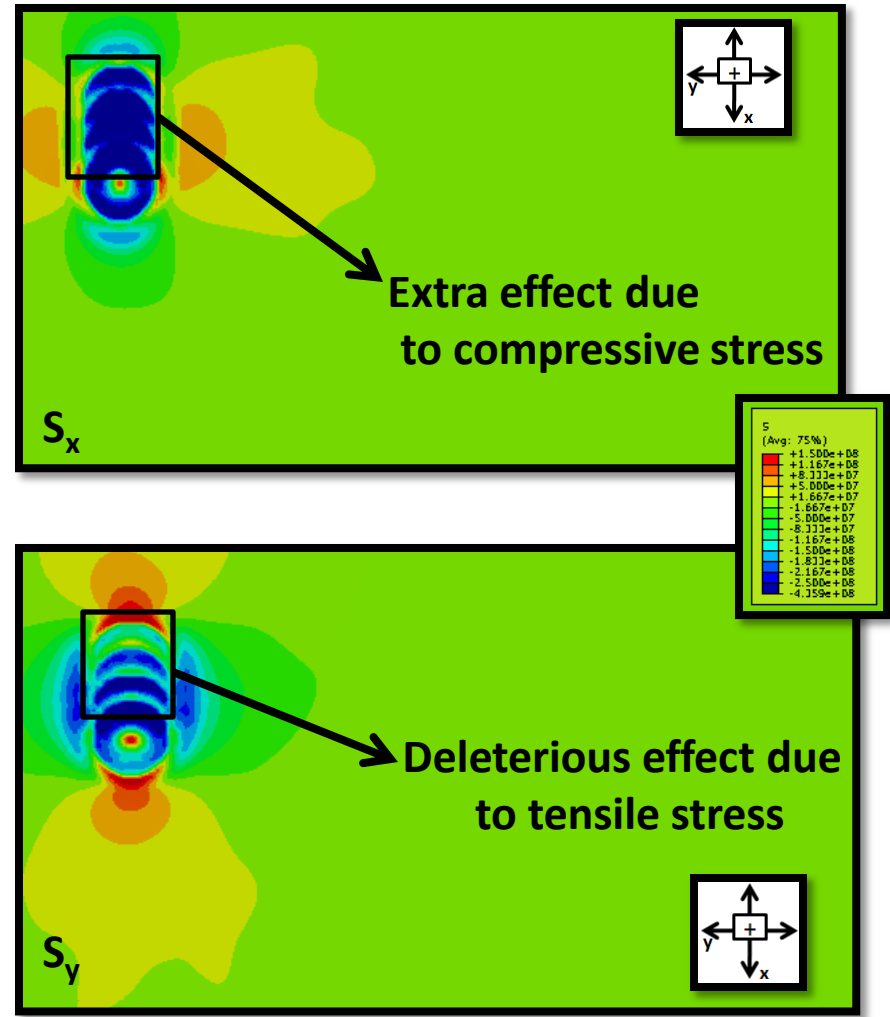 +
y
x
Extra effect due
to compressive stress
Sx
S
(Avg: 75%)
+1.500e+08
+1.167e+08
+8.333e+07
+5.000e+07
+1.667e+07
-1.667e+07
-5.000e+07
-8.333e+07
-1.167e+08
-1.500e+08
-1.833e+08
-2.167e+08
-2.500e+08
-4.359e+08
Deleterious effect due
to tensile stress
+
y
x
Sy